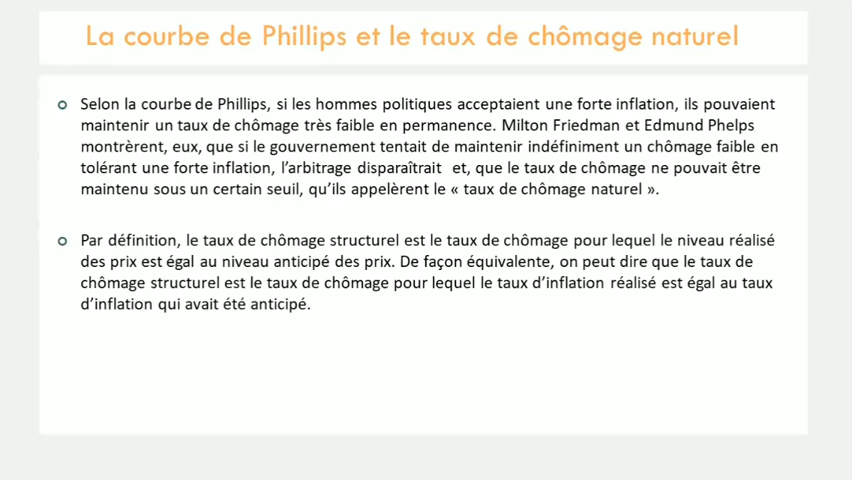 La courbe de Phillips et le taux de chômage naturel
Selon la courbe de Phillips, si les hommes politiques acceptaient une forte inflation, ils pouvaient
maintenir un taux de chômage très faible en permanence. Milton Friedman et Edmund Phelps
montrèrent, eux, que si le gouvernement tentait de maintenir indéfiniment un chômage faible en
tolérant une forte inflation, l’arbitrage disparaîtrait et, que le taux de chômage ne pouvait être
maintenu sous un certain seuil, qu’ils appelèrent le « taux de chômage naturel ».
Par définition, le taux de chômage structurel est le taux de chômage pour lequel le niveau réalisé
des prix est égal au niveau anticipé des prix. De façon équivalente, on peut dire que le taux de
chômage structurel est le taux de chômage pour lequel le taux d’inflation réalisé est égal au taux
d’inflation qui avait été anticipé.